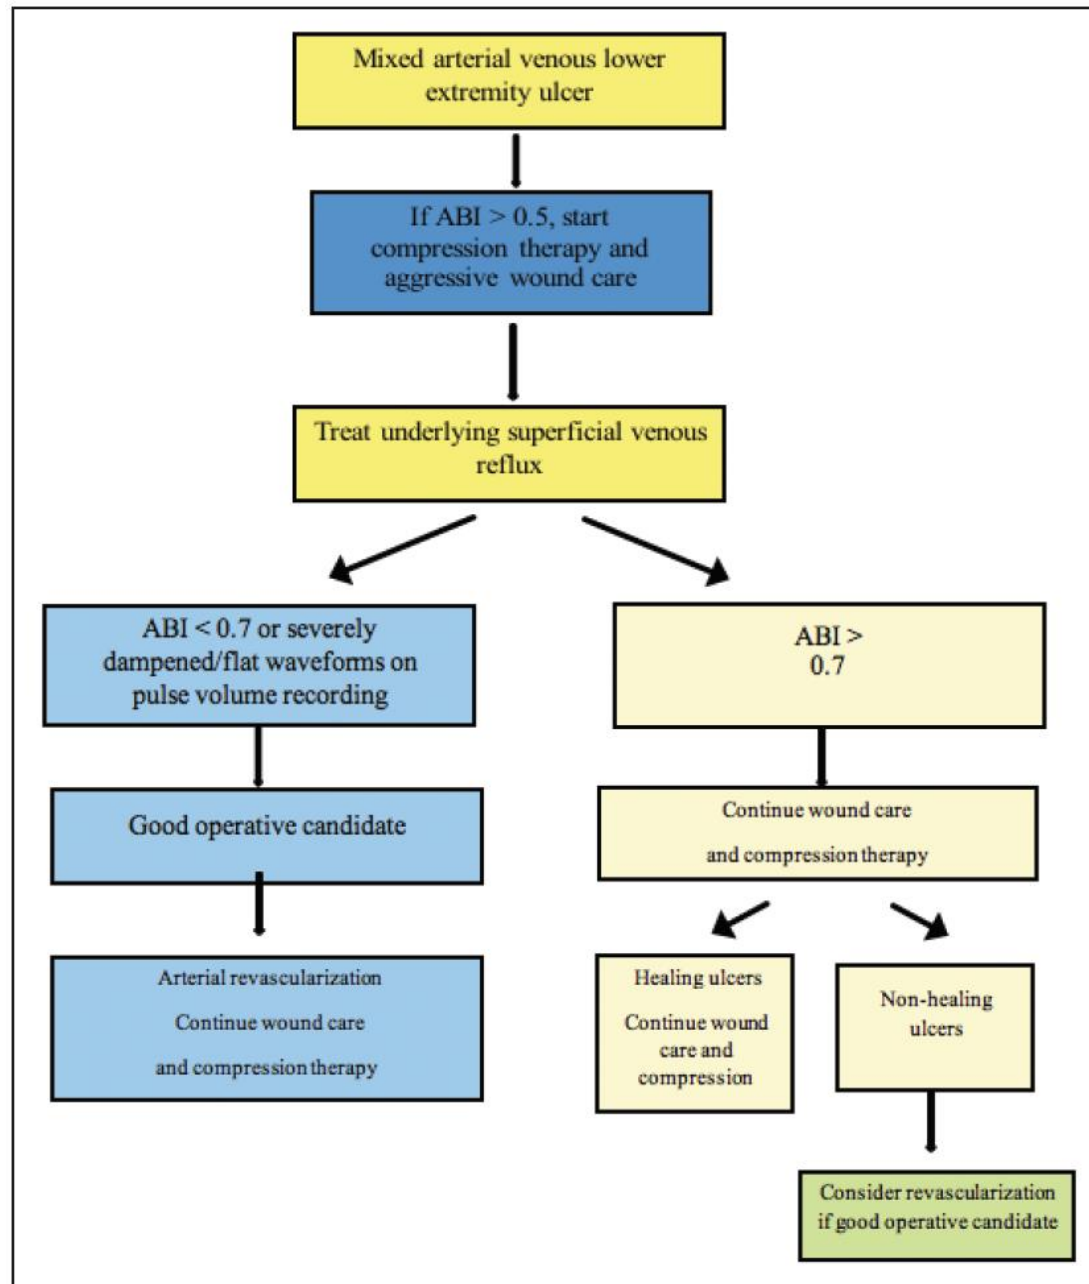 Mixed arterial venous lower
extremity ulcer
If ABI > 0.5, start
compression therapy and
aggressive wound care
Treat underlying superficial venous
reflux
ABI < 0.7 or severely
dampened/flat waveforms on
pulse volume recording
ABI >
0.7
Good operative candidate
Continue wound care
and compression therapy
Arterial revascularization
Continue wound care
and compression therapy
Healing ulcers
Continue wound
care and
compression
Non-healing
ulcers
Consider revascularization
if good operative candidate